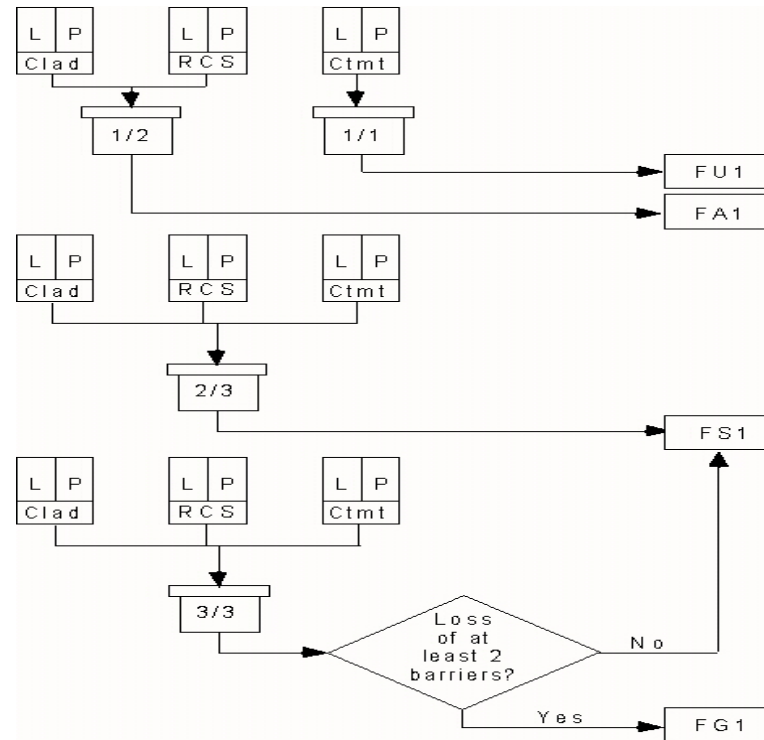 L P L P L P
Clad RCS Ctmt
1/2 1/1
FU1
FA1
L P L P L P
Clad RCS Ctmt
2/3
FS1
L P L P L P
Clad RCS Ctmt
3/3
Loss
of at
least 2
barriers?
No
Yes
FG1